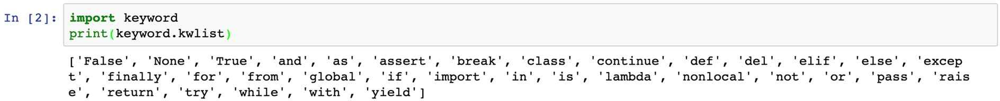 In [2]: import keyword
print(keyword.kwlist)
['False', 'None', 'True', 'and', 'as', 'assert', 'break', 'class', 'continue', 'def', 'del', 'elif', 'else', 'excep
t', 'finally', 'for', 'from', 'global', 'if', 'import', 'in', 'is', 'lambda', 'nonlocal', 'not', 'or', 'pass', 'rais
e', 'return', 'try', 'while', 'with', 'yield']